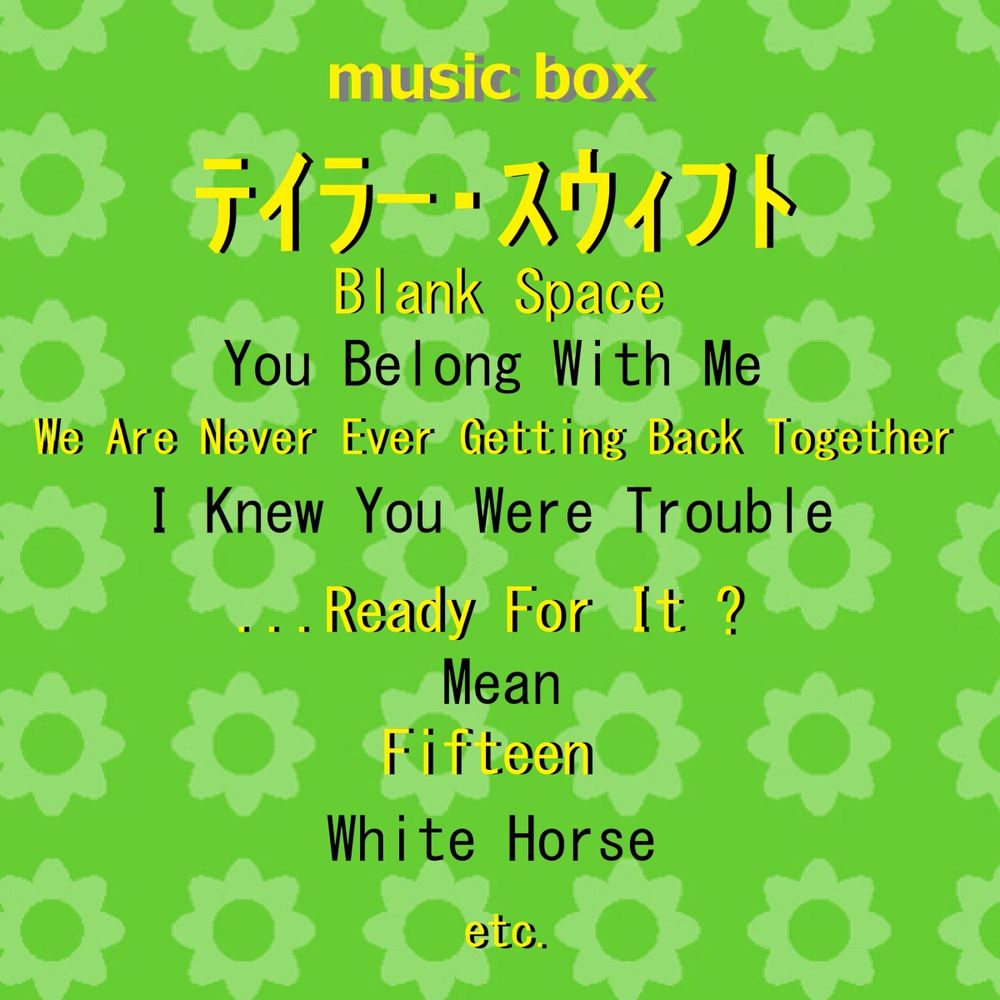 music box
テイラー・スウィフト
Blank Space
You Belong With Me
We Are Never Ever Getting Back Together
I Knew You Were Trouble
...Ready For It ?
Mean
Fifteen
White Horse
etc.